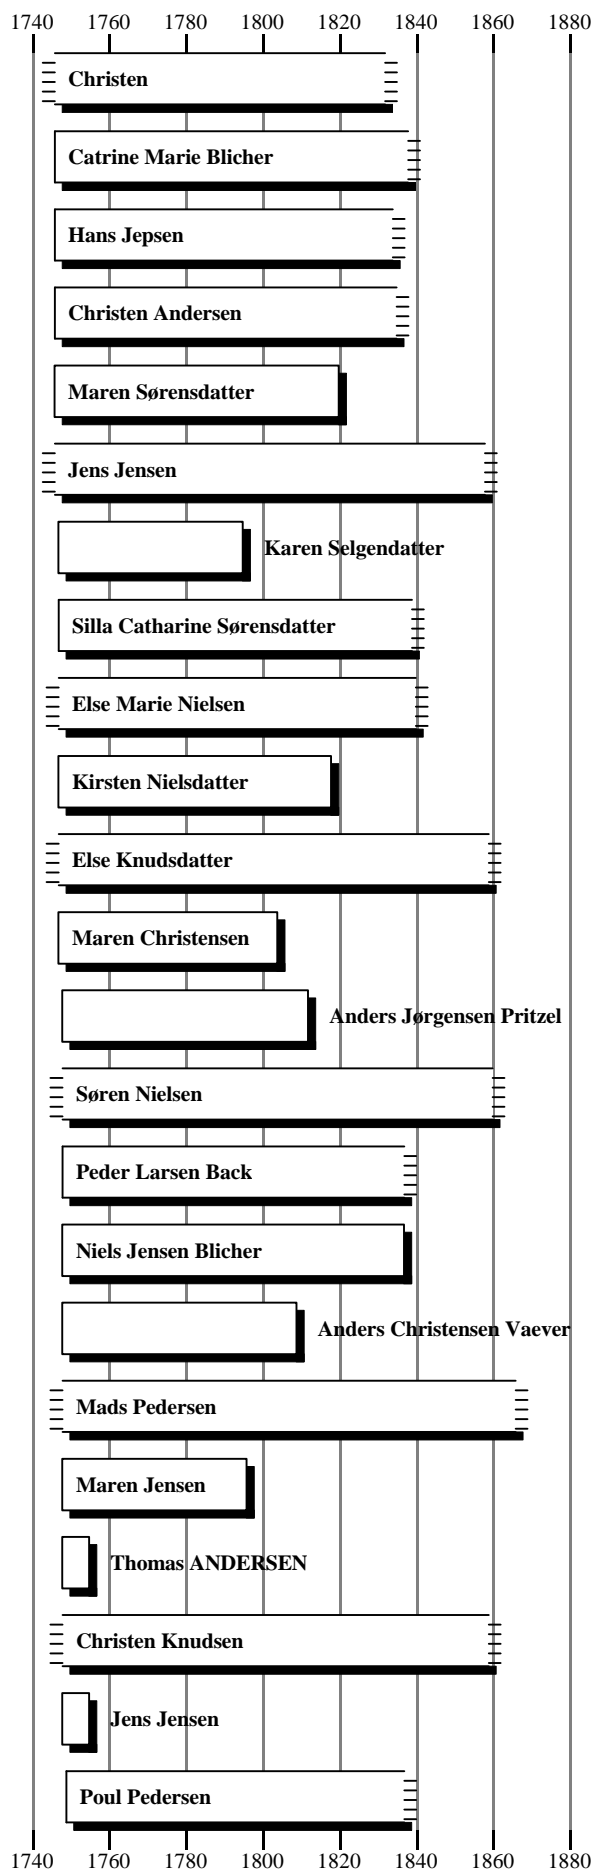 1740 1760 1780 1800 1820 1840 1860 1880
Christen
Catrine Marie Blicher
Hans Jepsen
Christen Andersen
Maren Sørensdatter
Jens Jensen
Karen Selgendatter
Silla Catharine Sørensdatter
Else Marie Nielsen
Kirsten Nielsdatter
Else Knudsdatter
Maren Christensen
Anders Jørgensen Pritzel
Søren Nielsen
Peder Larsen Back
Niels Jensen Blicher
Anders Christensen Vaever
Mads Pedersen
Maren Jensen
Thomas ANDERSEN
Christen Knudsen
Jens Jensen
Poul Pedersen
1740 1760 1780 1800 1820 1840 1860 1880